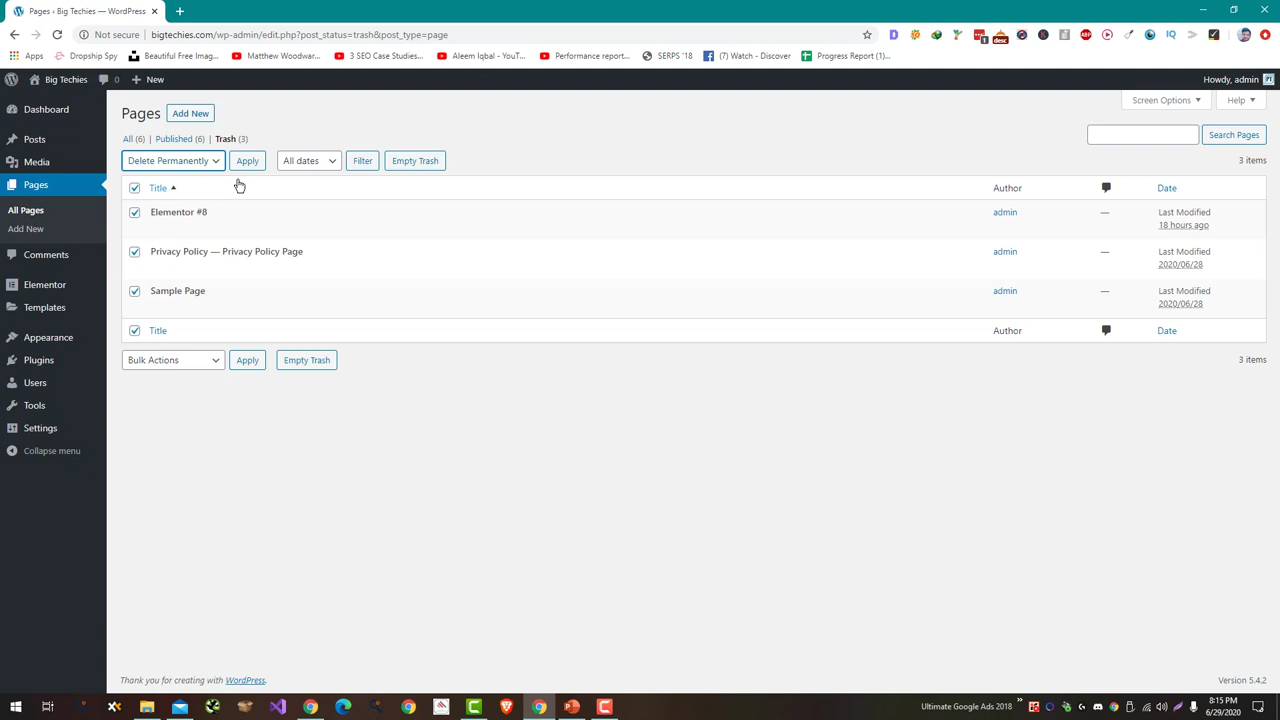 Pages ‹ Big Techies — WordPress
Not secure
bigtechies.com/wp-admin/edit.php?post_status=trash&post_type=page
Apps
Dropship Spy
Beautiful Free Imag...
Matthew Woodwar...
3 SEO Case Studies...
Aleem Iqbal - YouT...
Performance report...
SERPS '18
(7) Watch - Discover
Progress Report(...)
Big Techies
0
New
Howdy, admin
Dashboard
Posts
Media
Pages
All Pages
Add New
Comments
Elementor
Templates
Appearance
Plugins
Users
Tools
Settings
Collapse menu
Screen Options
Help
Pages
Add New
All (6) | Published (6) | Trash (3)
Search Pages
Delete Permanently
Apply
All dates
Filter
Empty Trash
3 items
Title
Author
Date
Elementor #8
admin
—
Last Modified
18 hours ago
Privacy Policy — Privacy Policy Page
admin
—
Last Modified
2020/06/28
Sample Page
admin
—
Last Modified
2020/06/28
Title
Author
Date
Bulk Actions
Apply
Empty Trash
3 items
Thank you for creating with WordPress.
Version 5.4.2
Ultimate Google Ads 2018
8:15 PM
6/29/2020